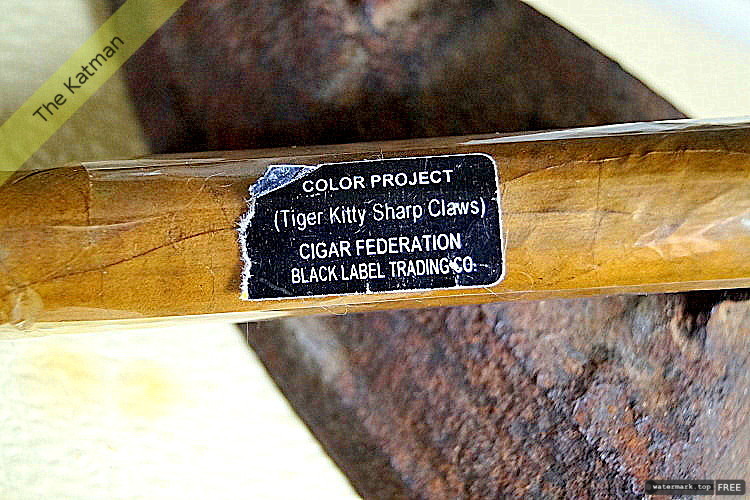 The Katman
COLOR PROJECT
(Tiger Kitty Sharp Claws)
CIGAR FEDERATION
BLACK LABEL TRADING CO.
watermark.top FREE